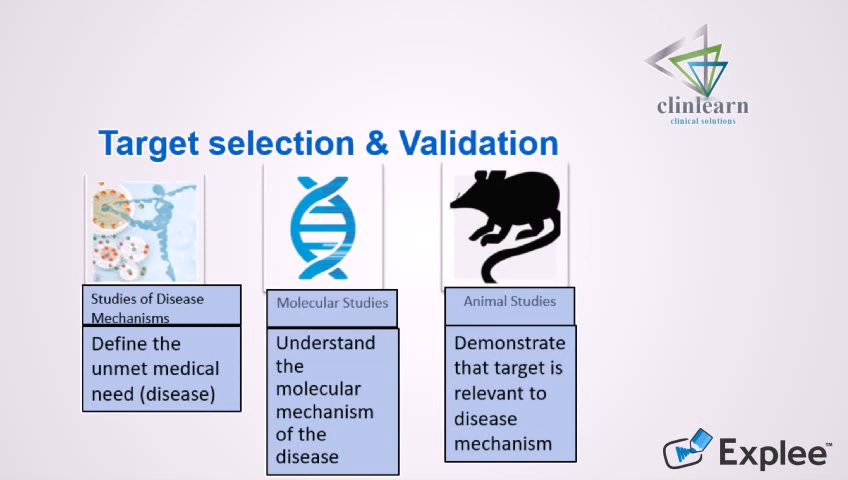 clinlearn
clinical solutions
Target selection & Validation
Studies of Disease
Mechanisms
Define the
unmet medical
need (disease)
Molecular Studies
Understand
the
molecular
mechanism
of the
disease
Animal Studies
Demonstrate
that target is
relevant to
disease
mechanism
Explee™